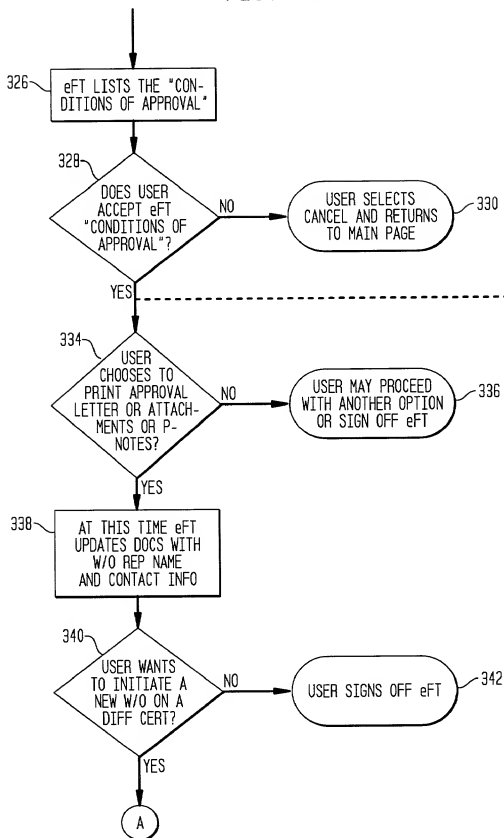 326
eFT LISTS THE "CON-
DITIONS OF APPROVAL"
328
DOES USER
ACCEPT eFT
"CONDITIONS OF
APPROVAL"?
NO
USER SELECTS
CANCEL AND RETURNS
TO MAIN PAGE
330
YES
334
USER
CHOOSES TO
PRINT APPROVAL
LETTER OR ATTACH-
MENTS OR P-
NOTES?
NO
USER MAY PROCEED
WITH ANOTHER OPTION
OR SIGN OFF eFT
336
YES
338
AT THIS TIME eFT
UPDATES DOCS WITH
W/O REP NAME
AND CONTACT INFO
340
USER WANTS
TO INITIATE A
NEW W/O ON A
DIFF CERT?
NO
USER SIGNS OFF eFT
342
YES
A